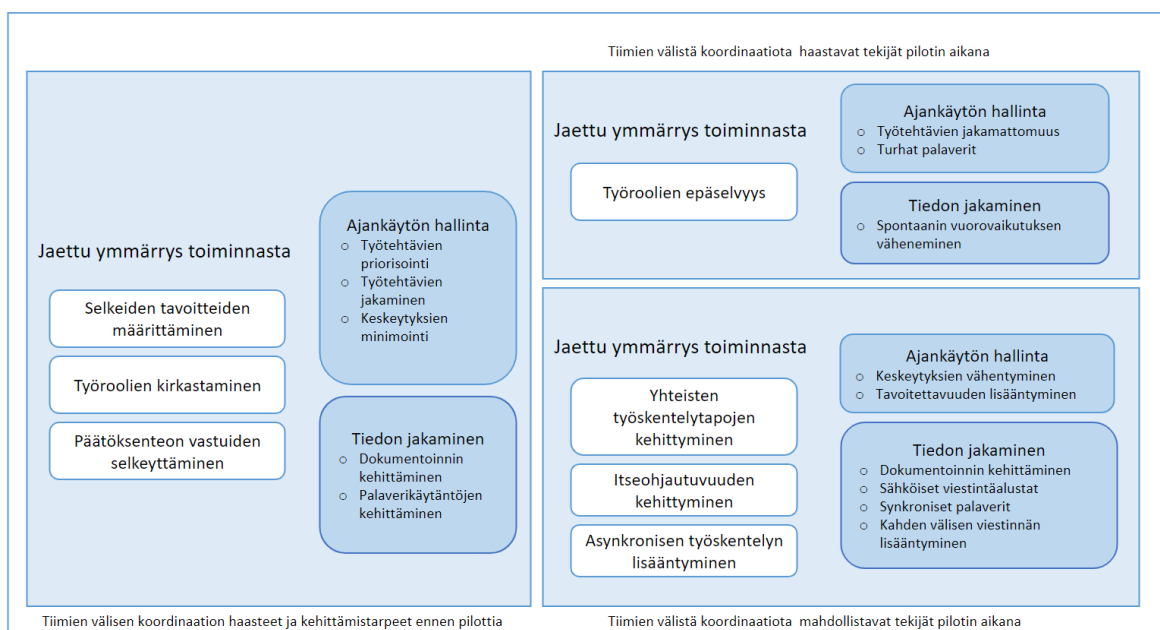 Jaettu ymmärrys toiminnasta
Selkeiden tavoitteiden
määrittäminen
Työroolien kirkastaminen
Päätöksenteon vastuiden
selkeyttäminen
Ajankäytön hallinta
o Työtehtävien
priorisointi
o Työtehtävien
jakaminen
o Keskeytyksien
minimointi
Tiedon jakaminen
o Dokumentoinnin
kehittäminen
o Palaverikäytäntöjen
kehittäminen
Tiimien välisen koordinaation haasteet ja kehittämistarpeet ennen pilottia
Tiimien välistä koordinaatiota haastavat tekijät pilotin aikana
Jaettu ymmärrys toiminnasta
Työroolien epäselvyys
Ajankäytön hallinta
o Työtehtävien jakamattomuus
o Turhat palaverit
Tiedon jakaminen
o Spontaanin vuorovaikutuksen
väheneminen
Jaettu ymmärrys toiminnasta
Yhteisten
työskentelytapojen
kehittyminen
Itseohjautuvuuden
kehittyminen
Asynkronisen työskentelyn
lisääntyminen
Ajankäytön hallinta
o Keskeytyksien vähentyminen
o Tavoitettavuuden lisääntyminen
Tiedon jakaminen
o Dokumentoinnin kehittäminen
o Sähköiset viestintäalustat
o Synkroniset palaverit
o Kahden välisen viestinnän
lisääntyminen
Tiimien välistä koordinaatiota mahdollistavat tekijät pilotin aikana